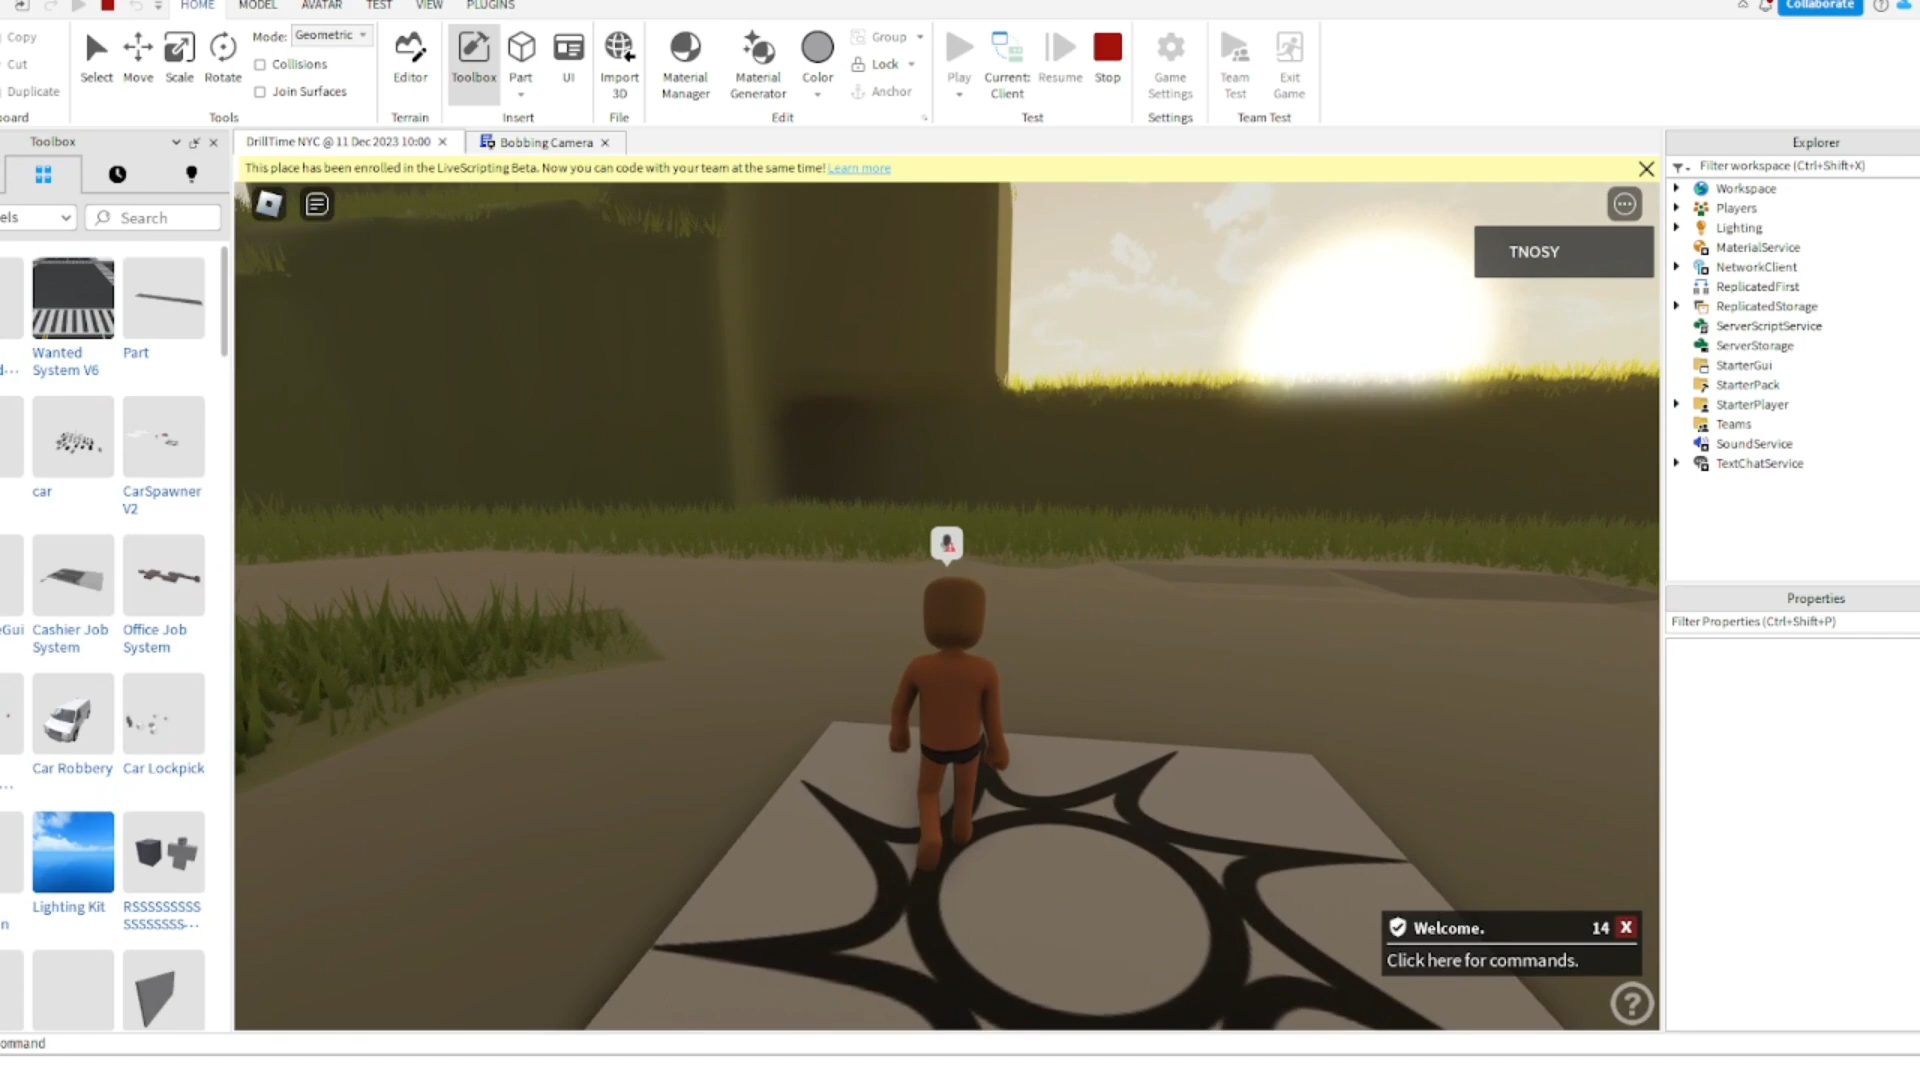 HOME MODEL AVATAR TEST VIEW PLUGINS
Collaborate
Copy
Cut
Duplicate
Select Move Scale Rotate
Mode: Geometric
Collisions
Join Surfaces
Editor
Toolbox
Part
UI
Import
3D
Material
Manager
Material
Generator
Color
Group
Lock
Anchor
Play
Current:
Client
Resume
Stop
Game
Settings
Team
Test
Exit
Game
oard
Tools
Terrain
Insert
File
Edit
Test
Settings
Team Test
Toolbox
DrillTime NYC @ 11 Dec 2023 10:00
Bobbing Camera
Explorer
This place has been enrolled in the LiveScripting Beta. Now you can code with your team at the same time! Learn more
Filter workspace (Ctrl+Shift+X)
els
Search
Workspace
Players
Lighting
MaterialService
NetworkClient
ReplicatedFirst
ReplicatedStorage
ServerScriptService
ServerStorage
StarterGui
StarterPack
StarterPlayer
Teams
SoundService
TextChatService
TNOSY
Wanted
System V6
Part
d...
car
CarSpawner
V2
eGui
Cashier Job
System
Office Job
System
Car Robbery
Car Lockpick
...
Lighting Kit
RSSSSSSSSS
SSSSSSSS...
n
Properties
Filter Properties (Ctrl+Shift+P)
Welcome. 14 X
Click here for commands.
?
ommand